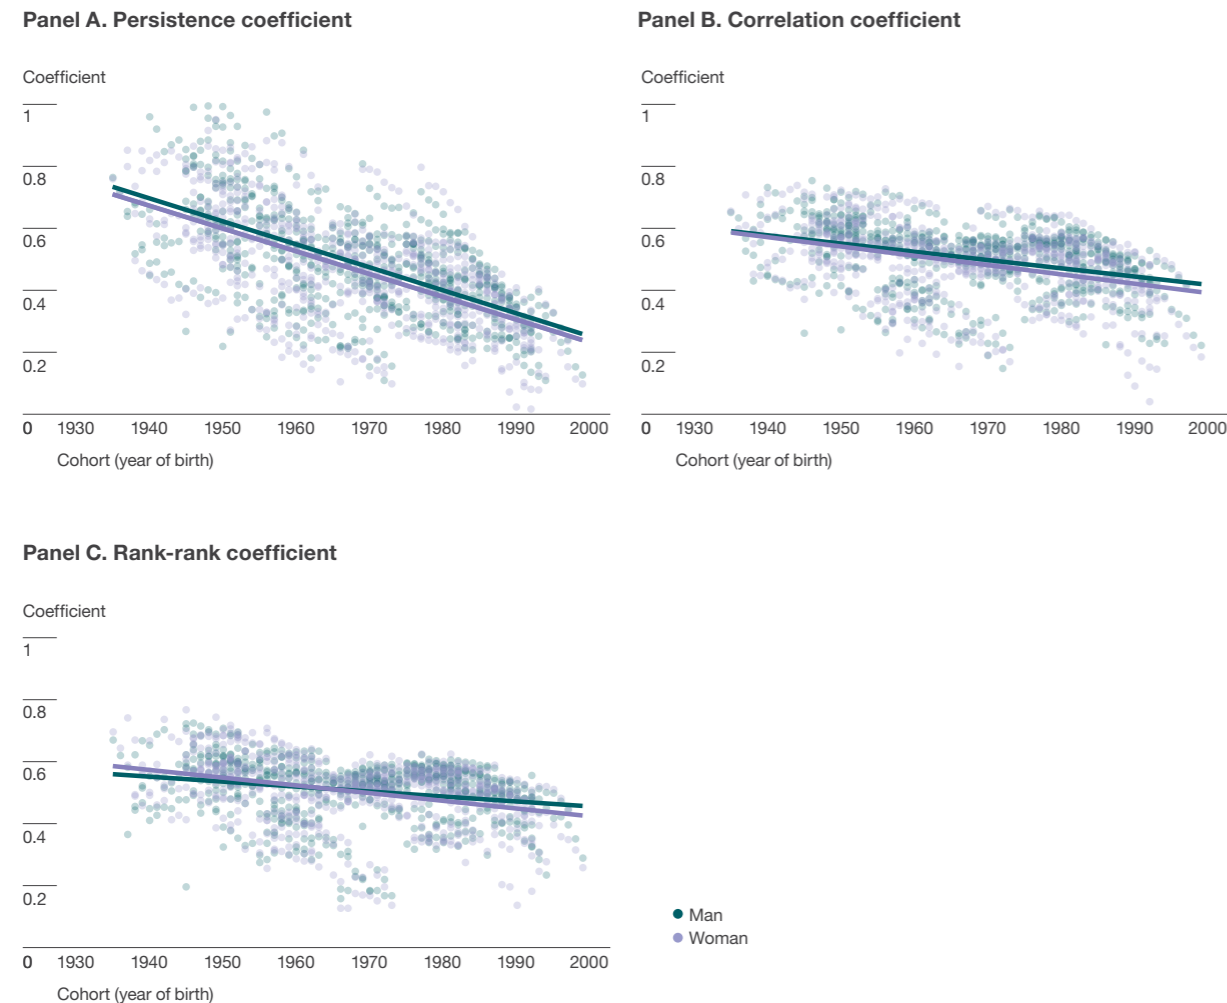 Panel A. Persistence coefficient
Coefficient
1
0.8
0.6
0.4
0.2
0 1930 1940 1950 1960 1970 1980 1990 2000
Cohort (year of birth)
Panel B. Correlation coefficient
Coefficient
1
0.8
0.6
0.4
0.2
0 1930 1940 1950 1960 1970 1980 1990 2000
Cohort (year of birth)
Panel C. Rank-rank coefficient
Coefficient
1
0.8
0.6
0.4
0.2
0 1930 1940 1950 1960 1970 1980 1990 2000
Cohort (year of birth)
Man
Woman